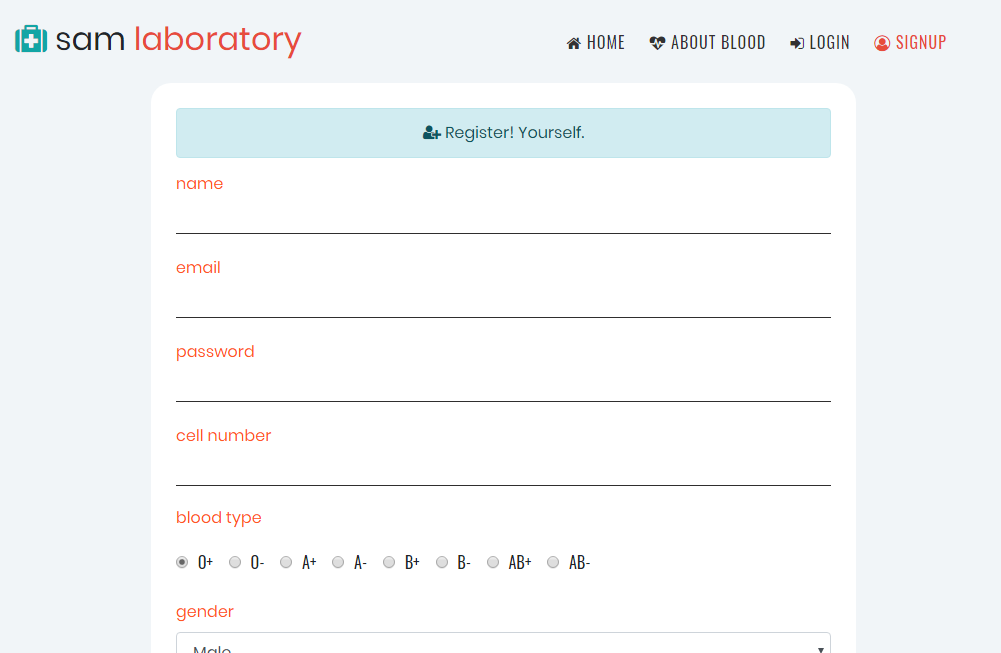 sam laboratory
HOME ABOUT BLOOD LOGIN SIGNUP
Register! Yourself.
name
email
password
cell number
blood type
O+ O- A+ A- B+ B- AB+ AB-
gender
Male